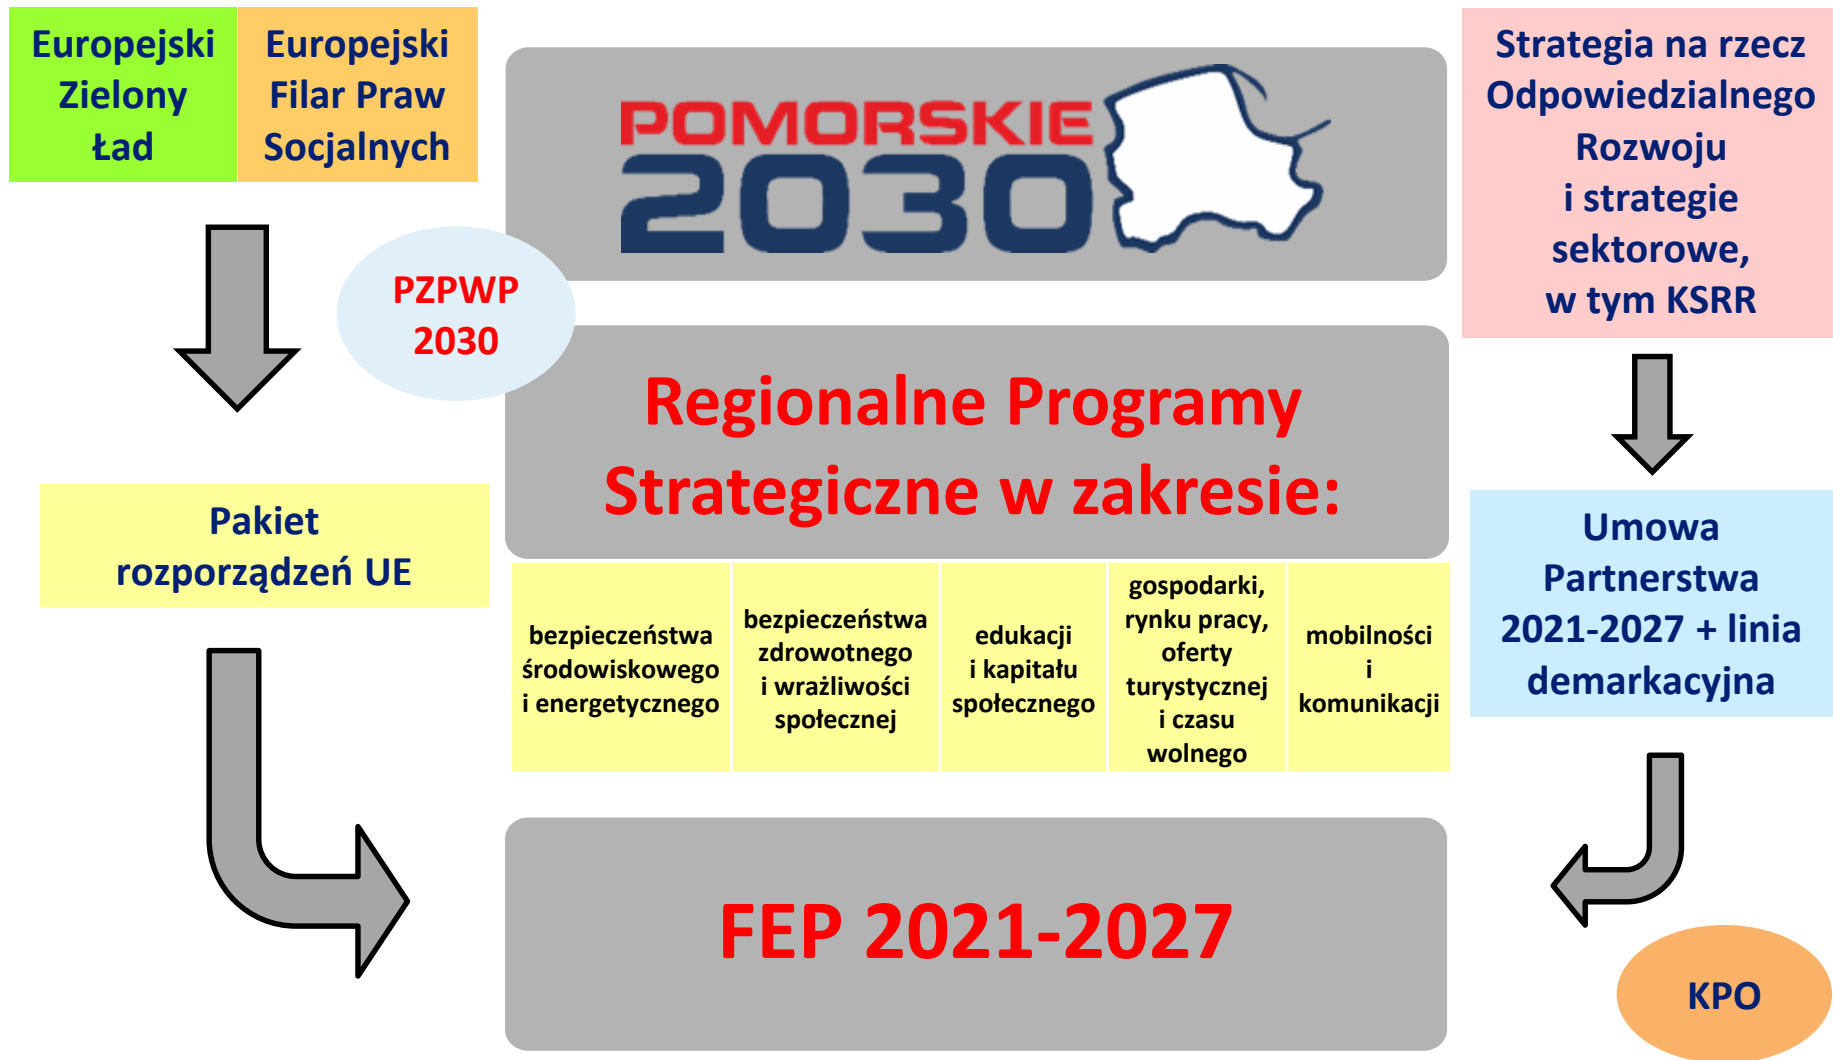 Europejski
Zielony
Ład
Europejski
Filar Praw
Socjalnych
POMORSKIE
2030
Strategia na rzecz
Odpowiedzialnego
Rozwoju
i strategie
sektorowe,
w tym KSRR
PZPWP
2030
Regionalne Programy
Strategiczne w zakresie:
Pakiet
rozporządzeń UE
Umowa
Partnerstwa
2021-2027 + linia
demarkacyjna
bezpieczeństwa
środowiskowego
i energetycznego
bezpieczeństwa
zdrowotnego
i wrażliwości
społecznej
edukacji
i kapitału
społecznego
gospodarki,
rynku pracy,
oferty
turystycznej
i czasu
wolnego
mobilności
i
komunikacji
FEP 2021-2027
KPO